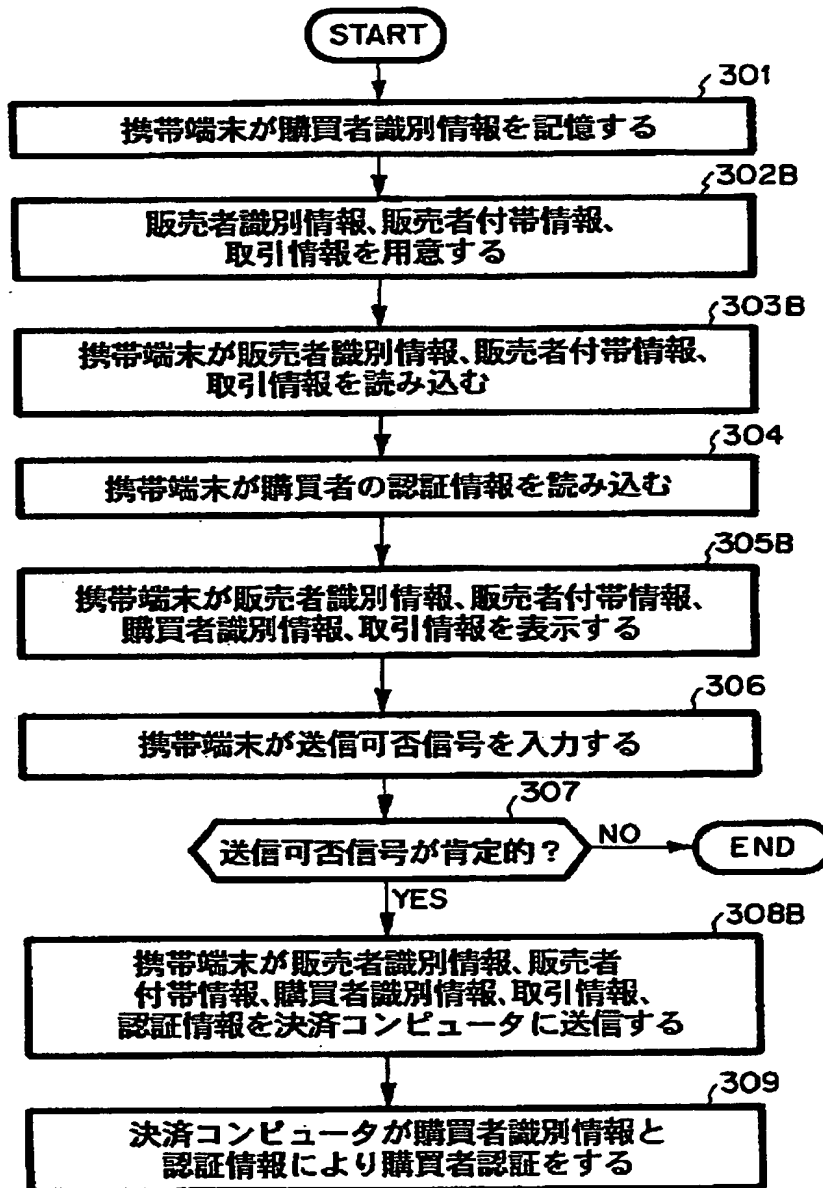 START
301
携帯端末が購買者識別情報を記憶する
302B
販売者識別情報、販売者付帯情報、
取引情報を用意する
303B
携帯端末が販売者識別情報、販売者付帯情報、
取引情報を読み込む
304
携帯端末が購買者の認証情報を読み込む
305B
携帯端末が販売者識別情報、販売者付帯情報、
購買者識別情報、取引情報を表示する
306
携帯端末が送信可否信号を入力する
307
送信可否信号が肯定的?
NO
END
YES
308B
携帯端末が販売者識別情報、販売者
付帯情報、購買者識別情報、取引情報、
認証情報を決済コンピュータに送信する
309
決済コンピュータが購買者識別情報と
認証情報により購買者認証をする